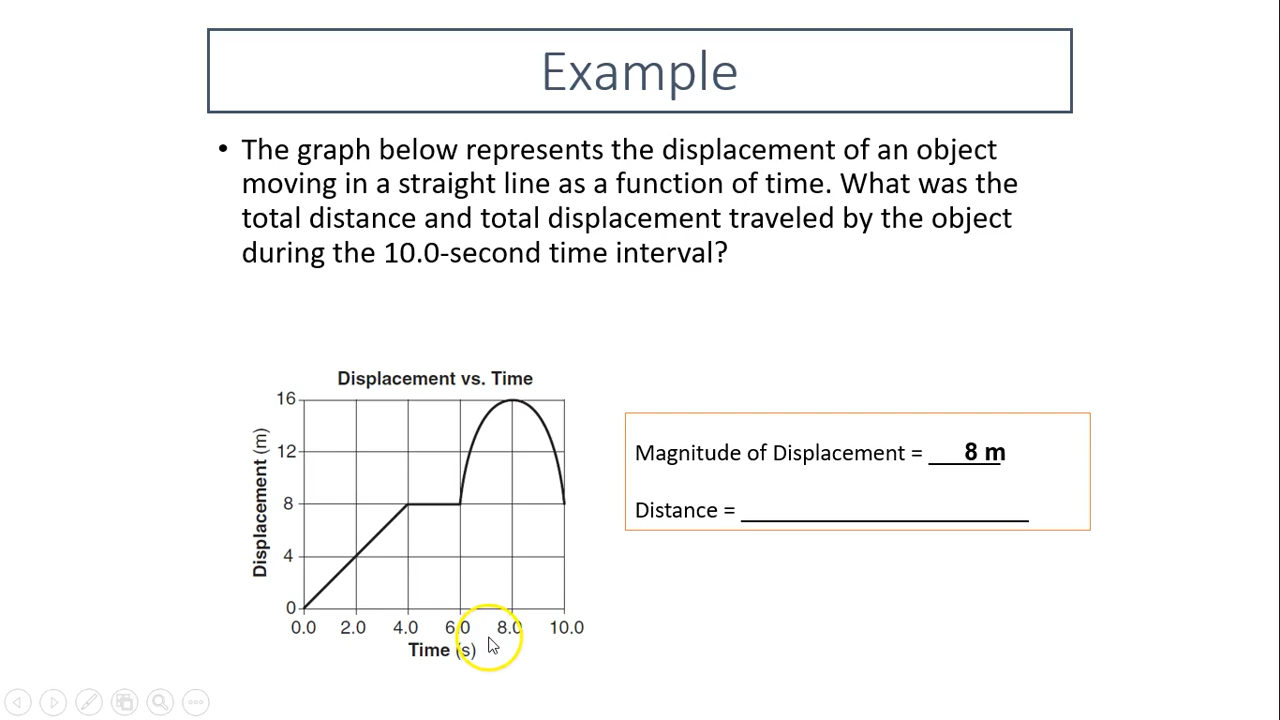 Example
• The graph below represents the displacement of an object
moving in a straight line as a function of time. What was the
total distance and total displacement traveled by the object
during the 10.0-second time interval?
Displacement vs. Time
Displacement (m)
16
12
8
4
0
0.0 2.0 4.0 6.0 8.0 10.0
Time (s)
Magnitude of Displacement = 8 m
Distance = ________________